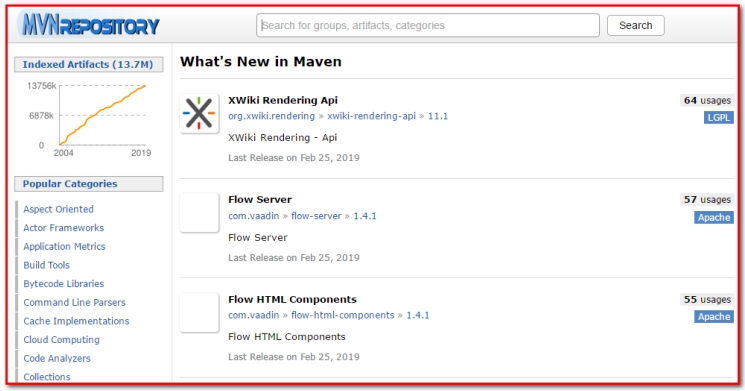 MVNREPOSITORY
Search for groups, artifacts, categories
Search
Indexed Artifacts (13.7M)
13756k
6878k
0
2004 2019
Popular Categories
Aspect Oriented
Actor Frameworks
Application Metrics
Build Tools
Bytecode Libraries
Command Line Parsers
Cache Implementations
Cloud Computing
Code Analyzers
Collections
What's New in Maven
XWiki Rendering Api
64 usages
org.xwiki.rendering » xwiki-rendering-api » 11.1
LGPL
XWiki Rendering - Api
Last Release on Feb 25, 2019
Flow Server
57 usages
com.vaadin » flow-server » 1.4.1
Apache
Flow Server
Last Release on Feb 25, 2019
Flow HTML Components
55 usages
com.vaadin » flow-html-components » 1.4.1
Apache
Flow HTML Components
Last Release on Feb 25, 2019